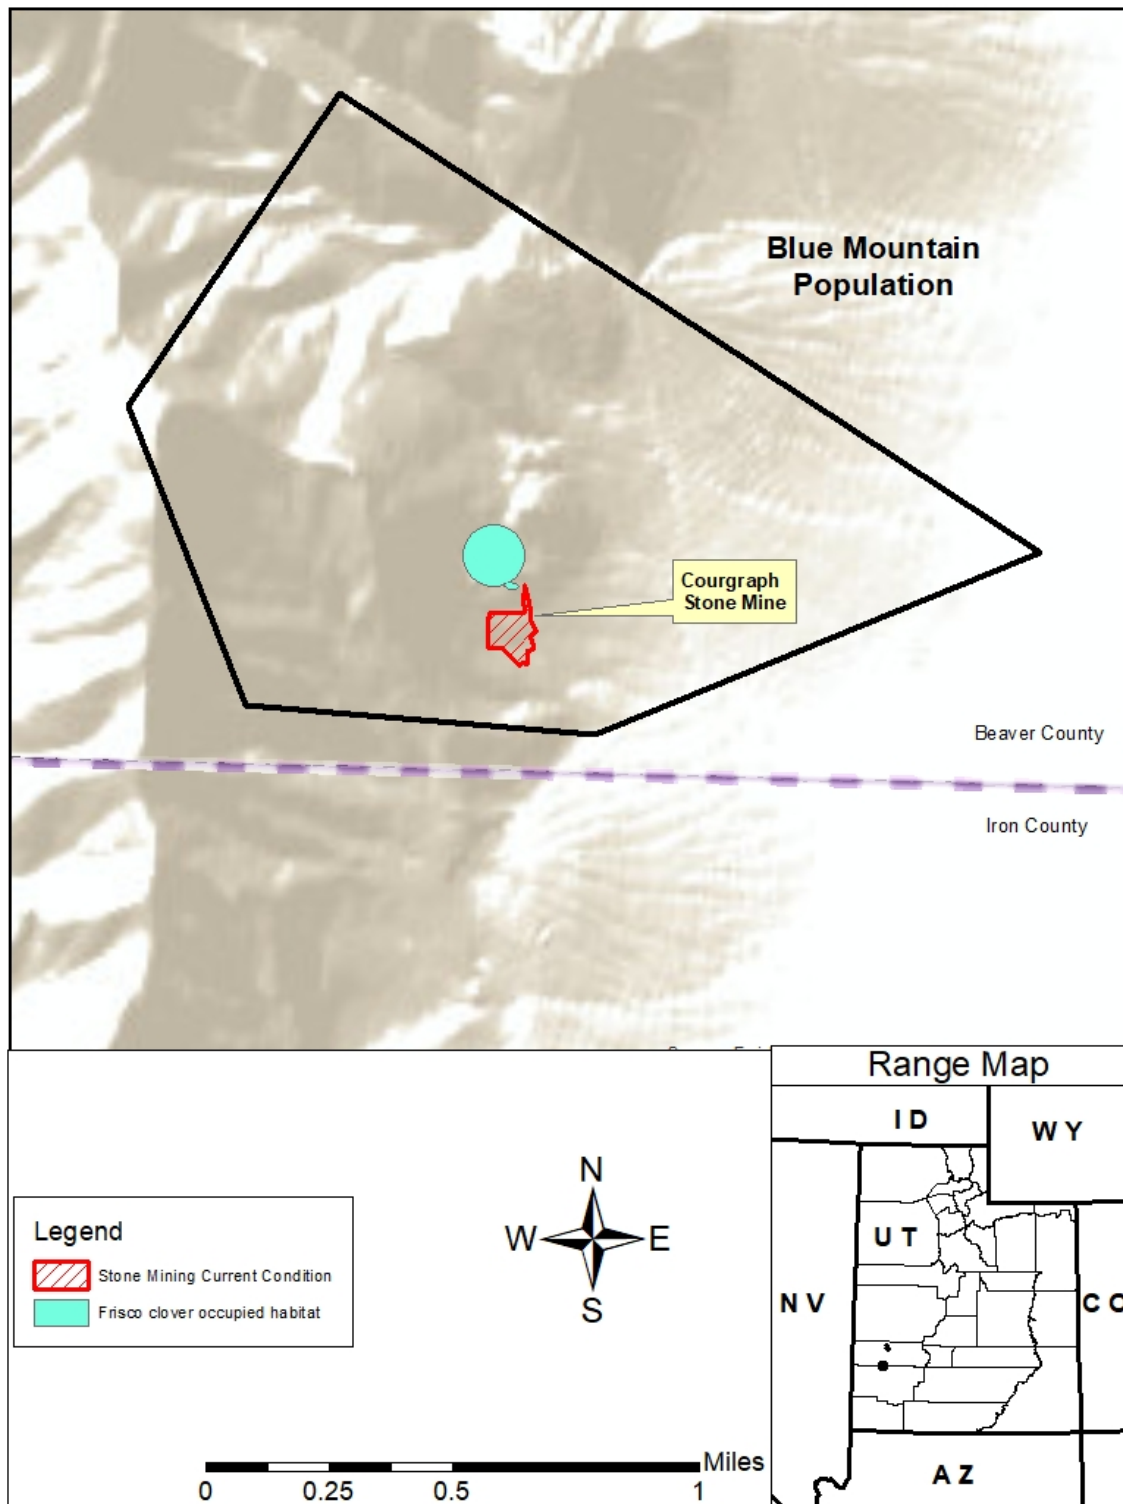 Blue Mountain
Population
Courgraph
Stone Mine
Beaver County
Iron County
Range Map
ID
WY
UT
NV
CO
AZ
N
W E
S
Legend
Stone Mining Current Condition
Frisco clover occupied habitat
Miles
0 0.25 0.5 1